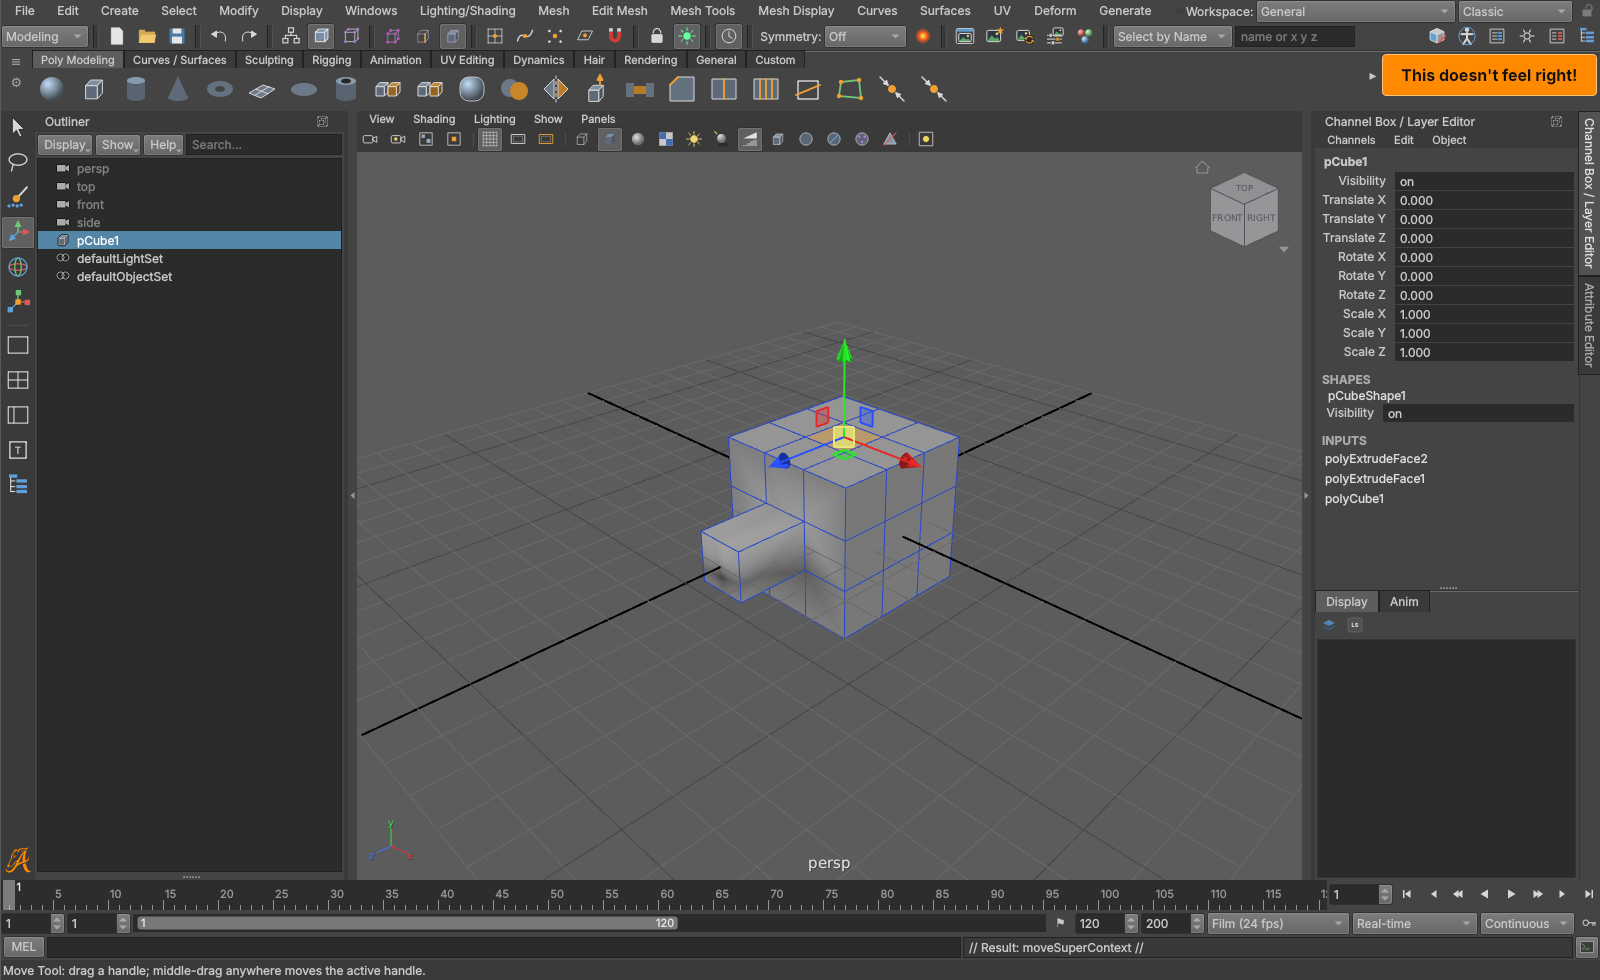 File Edit Create Select Modify Display Windows Lighting/Shading Mesh Edit Mesh Mesh Tools Mesh Display Curves Surfaces UV Deform Generate Workspace: General Classic
Modeling Symmetry: Off Select by Name name or x y z
Poly Modeling Curves / Surfaces Sculpting Rigging Animation UV Editing Dynamics Hair Rendering General Custom
This doesn't feel right!
Outliner
Display Show Help Search...
persp
top
front
side
pCube1
defaultLightSet
defaultObjectSet
View Shading Lighting Show Panels
TOP
FRONT RIGHT
y
z x
persp
Channel Box / Layer Editor
Channels Edit Object
pCube1
Visibility on
Translate X 0.000
Translate Y 0.000
Translate Z 0.000
Rotate X 0.000
Rotate Y 0.000
Rotate Z 0.000
Scale X 1.000
Scale Y 1.000
Scale Z 1.000
SHAPES
pCubeShape1
Visibility on
INPUTS
polyExtrudeFace2
polyExtrudeFace1
polyCube1
Display Anim
LS
Channel Box / Layer Editor
Attribute Editor
T
1 5 10 15 20 25 30 35 40 45 50 55 60 65 70 75 80 85 90 95 100 105 110 115 1
1 1 1 120 120 200 Film (24 fps) Real-time Continuous
MEL // Result: moveSuperContext //
Move Tool: drag a handle; middle-drag anywhere moves the active handle.